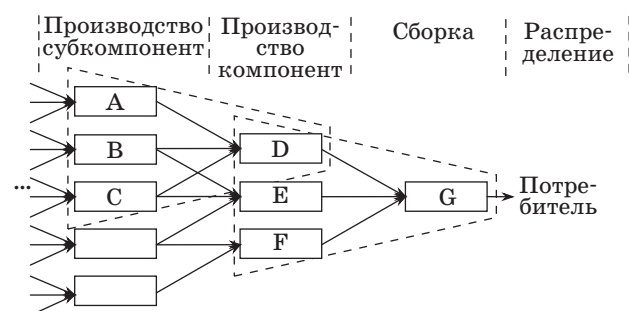 Производство
субкомпонент
Производ-
ство
компонент
Сборка
Распре-
деление
A
B
C
D
E
F
G
...
Потре-
битель